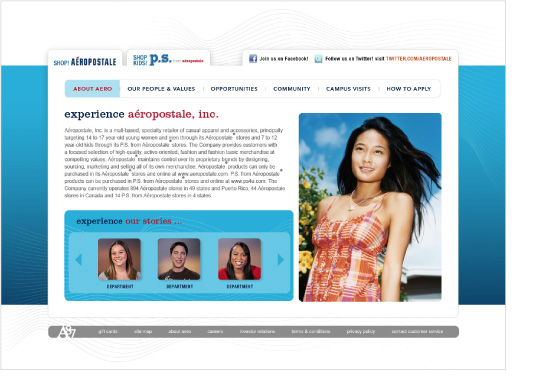 SHOP! AÉROPOSTALE
SHOP KIDS! p.s. from aéropostale
Join us on Facebook!
Follow us on Twitter! visit TWITTER.COM/AEROPOSTALE
ABOUT AERO
OUR PEOPLE & VALUES
OPPORTUNITIES
COMMUNITY
CAMPUS VISITS
HOW TO APPLY
experience aéropostale, inc.
Aéropostale, Inc. is a mall-based, specialty retailer of casual apparel and accessories, principally
targeting 14 to 17 year-old young women and men through its Aéropostale® stores and 7 to 12
year old kids through its P.S. from Aéropostale® stores. The Company provides customers with
a focused selection of high-quality, active-oriented, fashion and fashion basic merchandise at
compelling values. Aéropostale® maintains control over its proprietary brands by designing,
sourcing, marketing and selling all of its own merchandise. Aéropostale® products can only be
purchased in its Aéropostale® stores and online at www.aeropostale.com. P.S. from Aéropostale®
products can be purchased in P.S. from Aéropostale® stores and online at www.ps4u.com. The
Company currently operates 894 Aéropostale stores in 49 states and Puerto Rico, 44 Aéropostale
stores in Canada and 14 P.S. from Aéropostale stores in 4 states.
experience our stories ...
DEPARTMENT
DEPARTMENT
DEPARTMENT
A87
gift cards
site map
about aero
careers
investor relations
terms & conditions
privacy policy
contact customer service